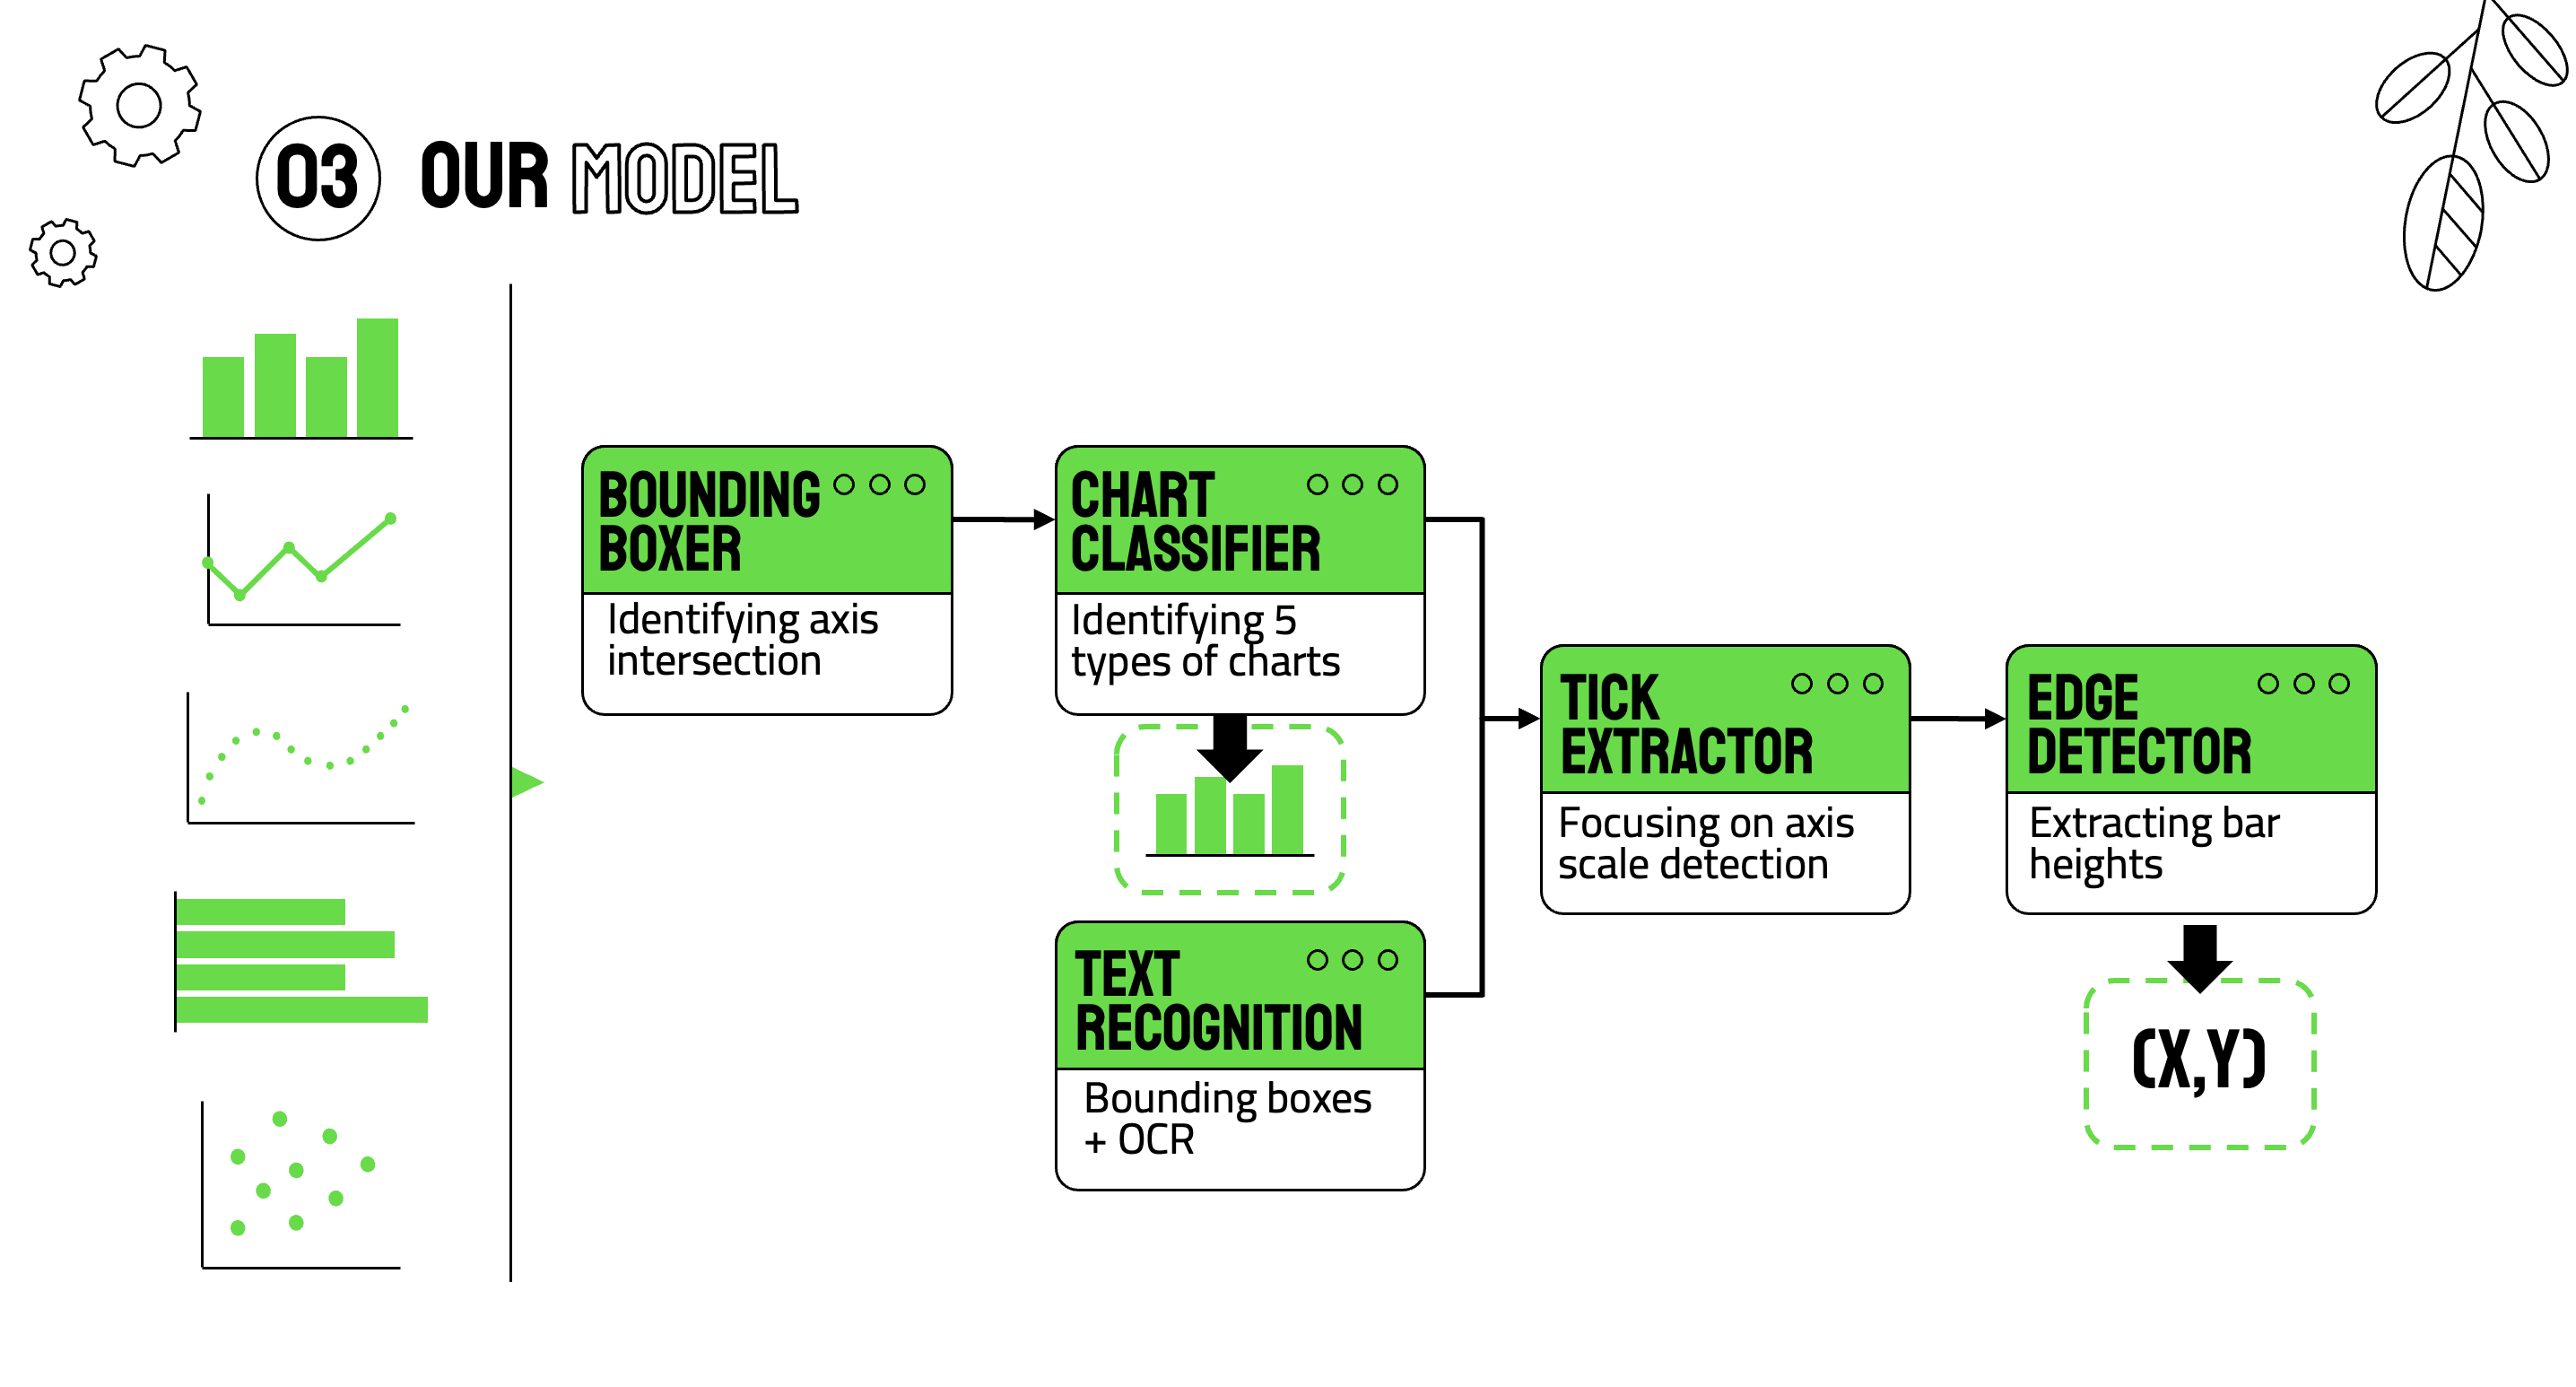 03 OUR MODEL
BOUNDING
BOXER
Identifying axis
intersection
CHART
CLASSIFIER
Identifying 5
types of charts
TEXT
RECOGNITION
Bounding boxes
+ OCR
TICK
EXTRACTOR
Focusing on axis
scale detection
EDGE
DETECTOR
Extracting bar
heights
(X,Y)